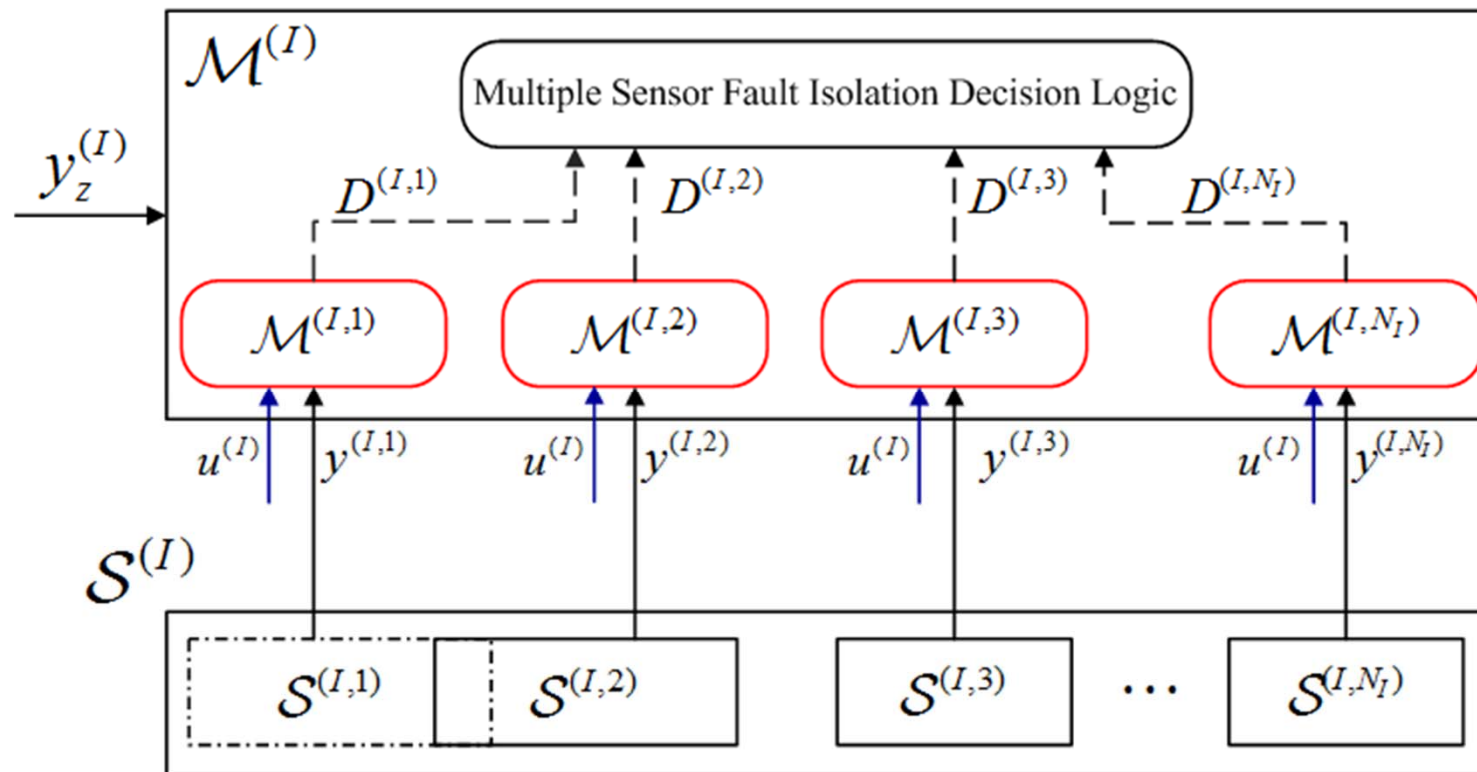 𝓜^(I)
Multiple Sensor Fault Isolation Decision Logic
y_z^(I)
D^(I,1) D^(I,2) D^(I,3) D^(I,N_I)
𝓜^(I,1) 𝓜^(I,2) 𝓜^(I,3) 𝓜^(I,N_I)
u^(I) y^(I,1) u^(I) y^(I,2) u^(I) y^(I,3) u^(I) y^(I,N_I)
𝓢^(I)
𝓢^(I,1) 𝓢^(I,2) 𝓢^(I,3) ⋯ 𝓢^(I,N_I)